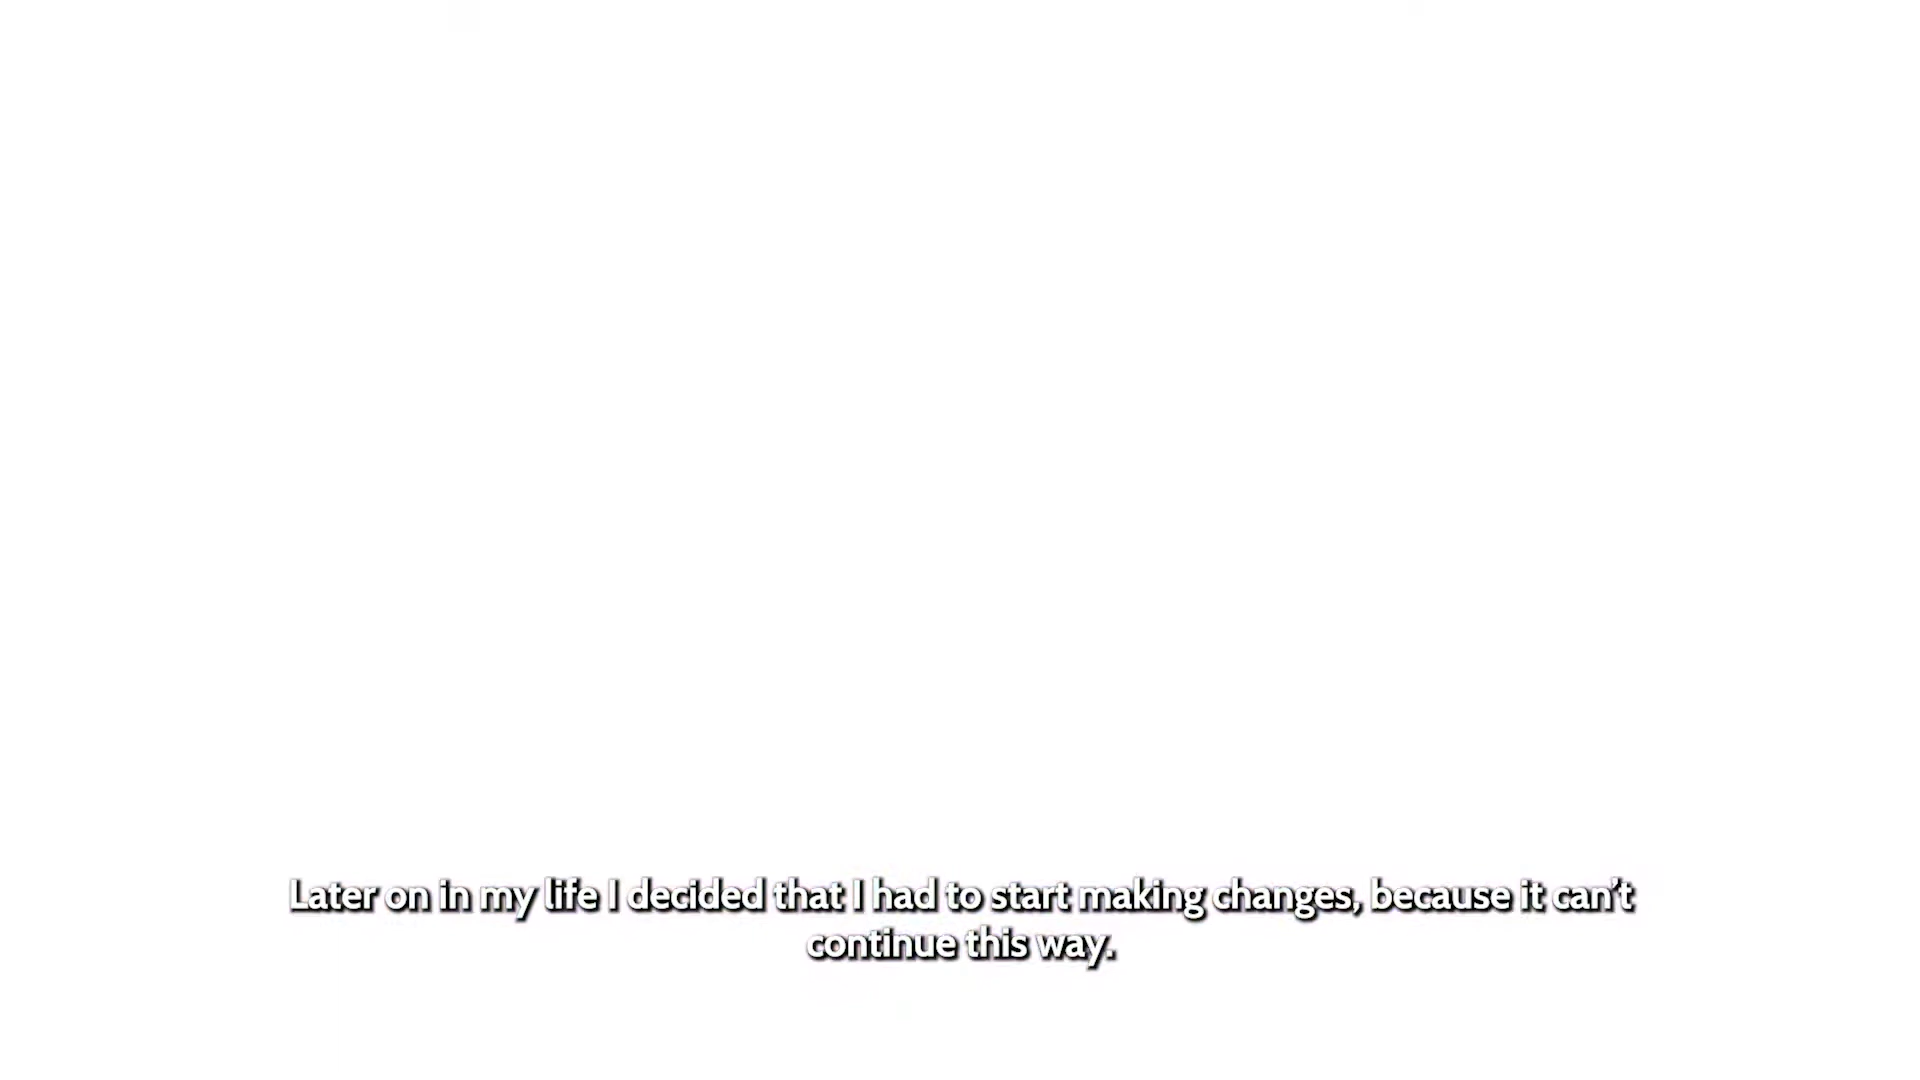 Later on in my life I decided that I had to start making changes, because it can't
continue this way.